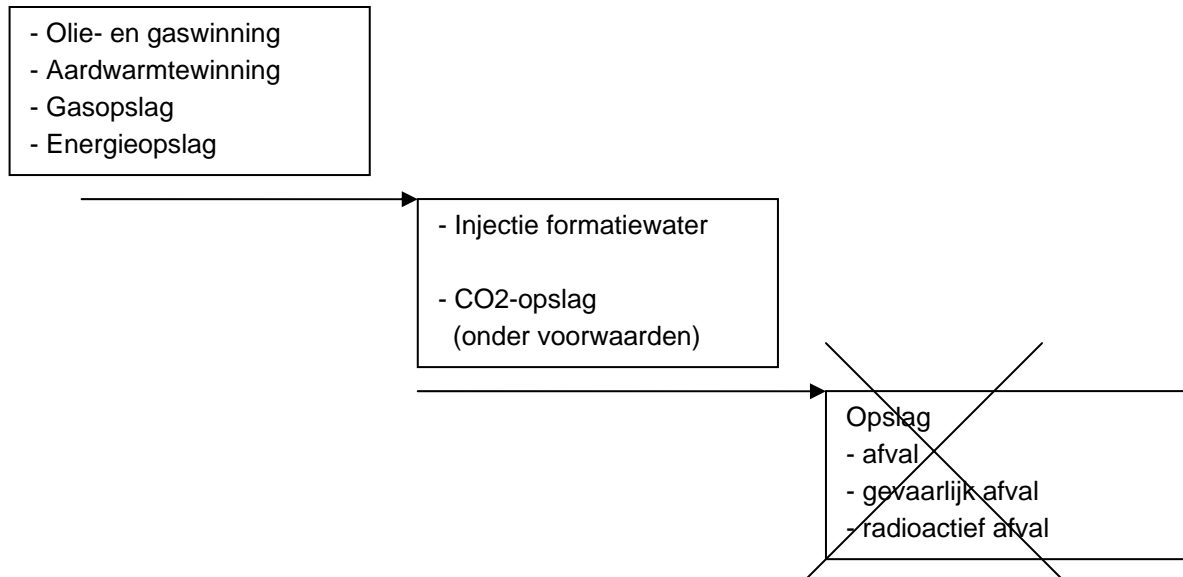 - Olie- en gaswinning
- Aardwarmtewinning
- Gasopslag
- Energieopslag
- Injectie formatiewater
- CO2-opslag
(onder voorwaarden)
Opslag
- afval
- gevaarlijk afval
- radioactief afval